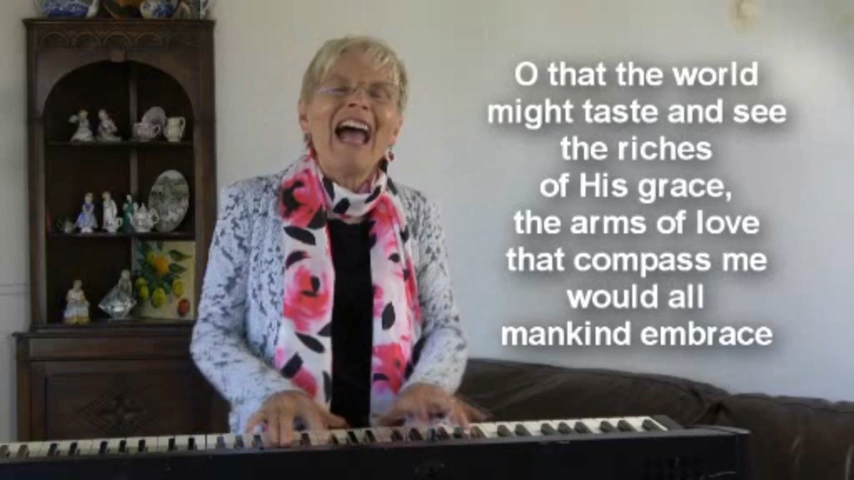 O that the world
might taste and see
the riches
of His grace,
the arms of love
that compass me
would all
mankind embrace